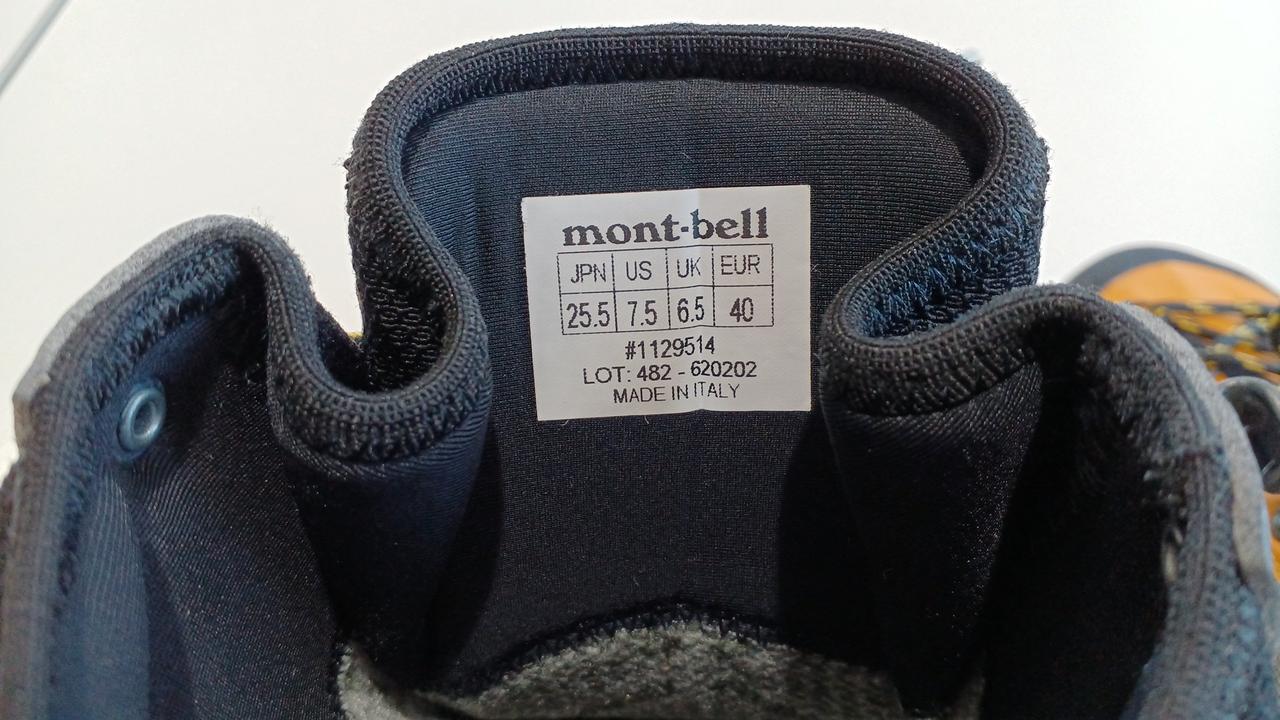 mont-bell
JPN US UK EUR
25.5 7.5 6.5 40
#1129514
LOT: 482 - 620202
MADE IN ITALY